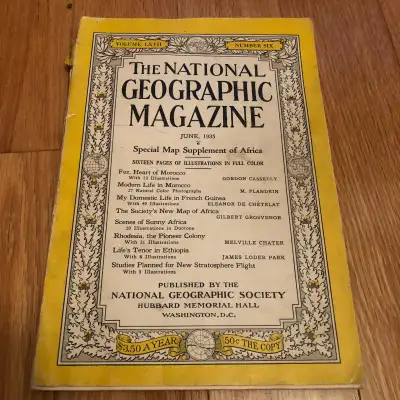 VOLUME LXVII NUMBER SIX
THE NATIONAL
GEOGRAPHIC
MAGAZINE
JUNE, 1935
Special Map Supplement of Africa
SIXTEEN PAGES OF ILLUSTRATIONS IN FULL COLOR
Fez, Heart of Morocco
With 12 Illustrations GORDON CASSERLY
Modern Life in Morocco
27 Natural Color Photographs M. FLANDRIN
My Domestic Life in French Guinea
With 40 Illustrations ELEANOR DE CHÉTELAT
The Society's New Map of Africa
GILBERT GROSVENOR
Scenes of Sunny Africa
20 Illustrations in Duotone
Rhodesia, the Pioneer Colony
With 31 Illustrations MELVILLE CHATER
Life's Tenor in Ethiopia
With 6 Illustrations JAMES LODER PARK
Studies Planned for New Stratosphere Flight
With 5 Illustrations
PUBLISHED BY THE
NATIONAL GEOGRAPHIC SOCIETY
HUBBARD MEMORIAL HALL
WASHINGTON, D.C.
$3.50 A YEAR 50¢ THE COPY